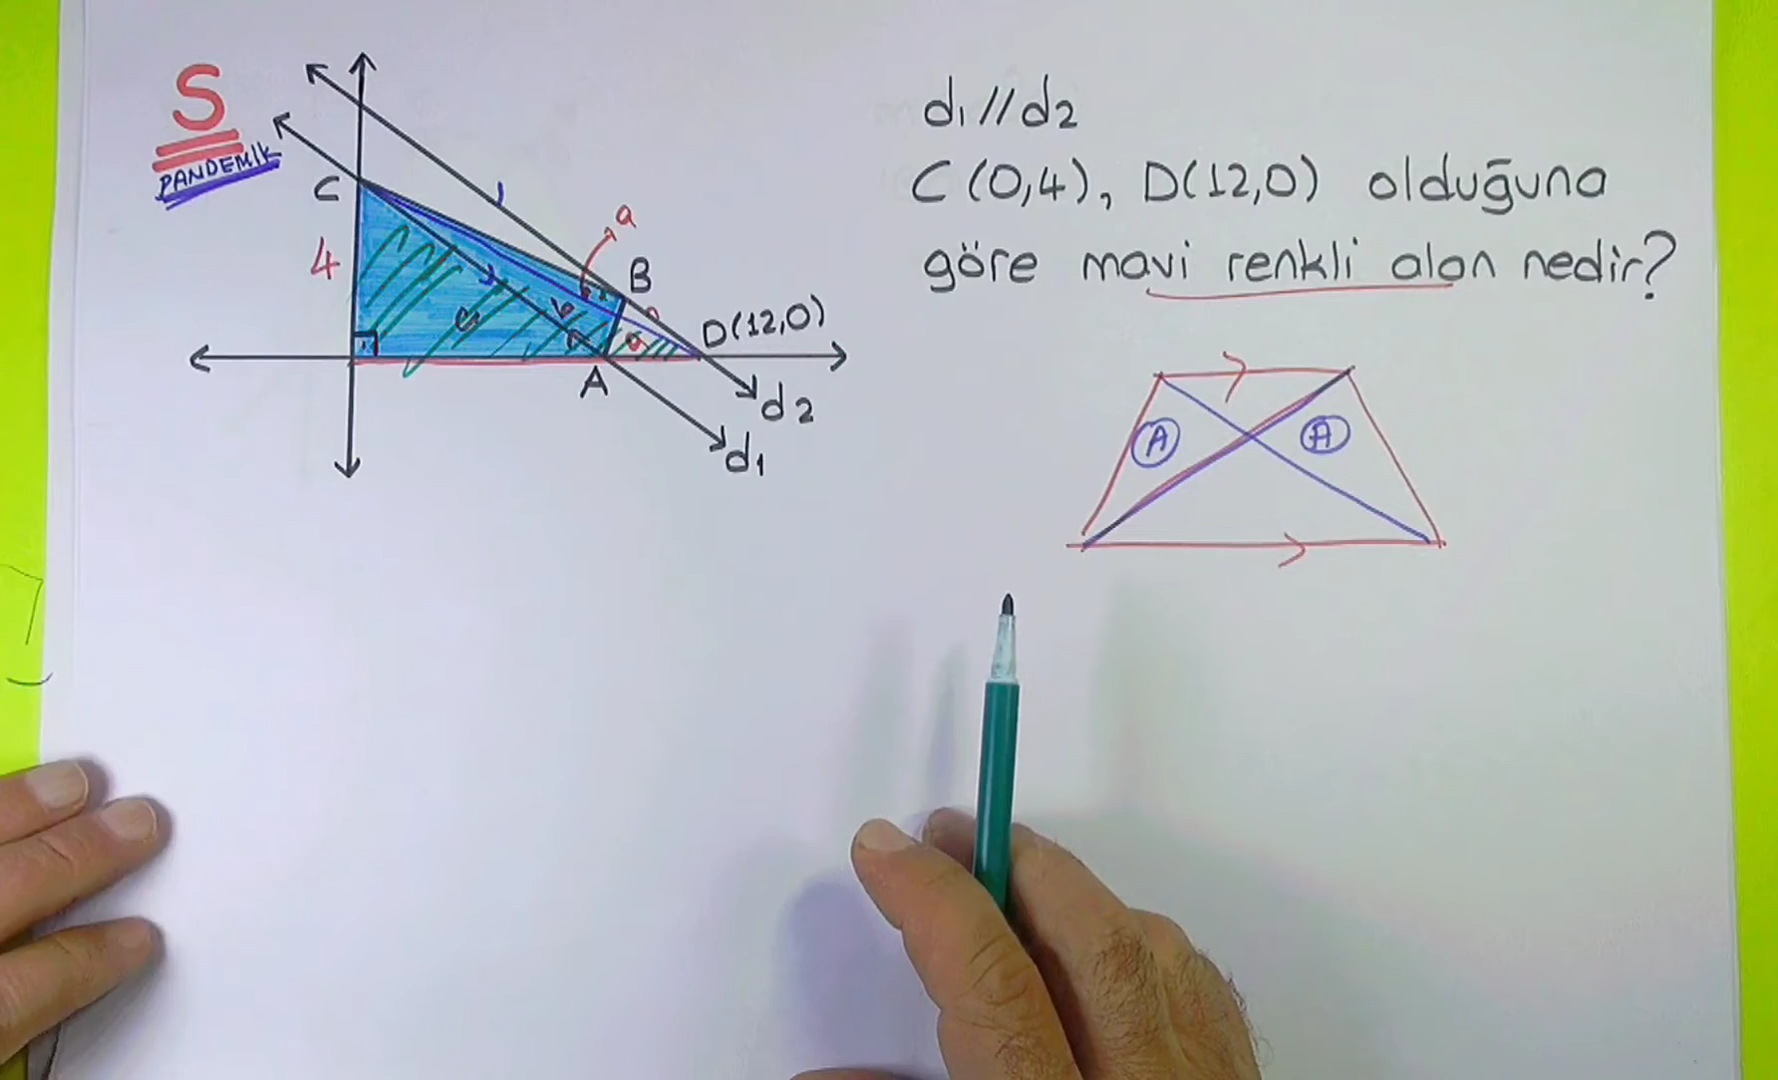 S
PANDEMİK
C
4
a
B
D(12,0)
A
d2
d1
d1//d2
C(0,4), D(12,0) olduğuna
göre mavi renkli alan nedir?
A
A